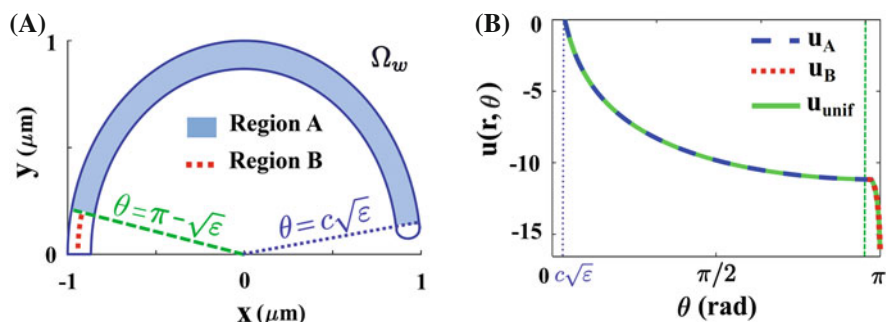 (A)
1
y (μm)
0
-1
0
1
x (μm)
Ω_w
Region A
Region B
θ = π - √ε
θ = c√ε
(B)
0
-5
-10
-15
u(r, θ)
u_A
u_B
u_unif
0
c√ε
π/2
π
θ (rad)